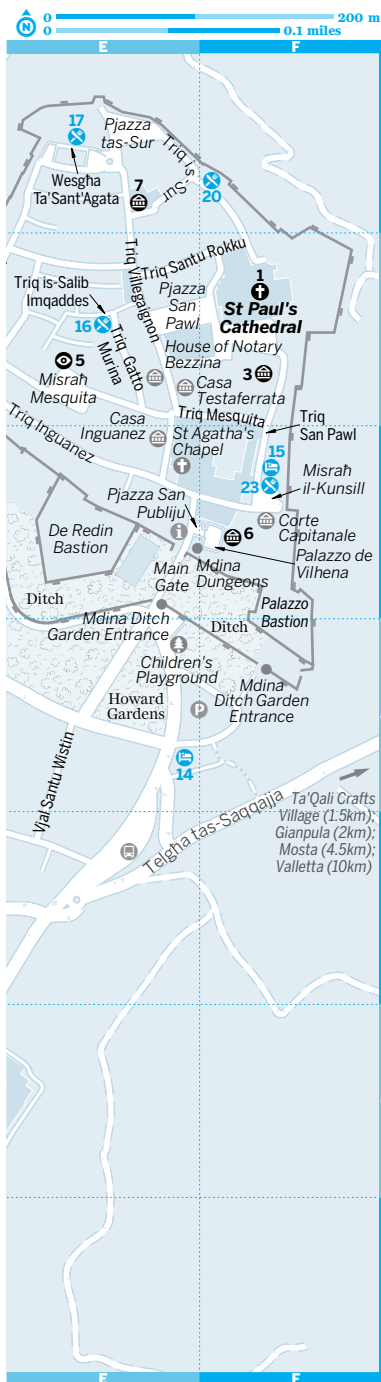 0 200 m
0 0.1 miles
N
E F
17
Pjazza
tas-Sur
Triq is-Sur
Wesgħa
Ta'Sant'Agata
7
20
Triq Santu Rokku
Triq Villegaignon
Pjazza
San
Pawl
1
St Paul's
Cathedral
Triq is-Salib
Imqaddes
16
Triq Gatto
Murina
House of Notary
Bezzina
5
Misraħ
Mesquita
3
Casa
Testaferrata
Triq Mesquita
Triq
San Pawl
Casa
Inguanez
St Agatha's
Chapel
Triq Inguanez
15
23
Misraħ
il-Kunsill
Pjazza San
Publiju
De Redin
Bastion
i
6
Corte
Capitanale
Palazzo de
Vilhena
Main
Gate
Mdina
Dungeons
Ditch
Mdina Ditch
Garden Entrance
Ditch
Palazzo
Bastion
Children's
Playground
Mdina
Ditch Garden
Entrance
Howard
Gardens
P
14
Vjal Santu Wistin
Telgħa tas-Saqqajja
Ta'Qali Crafts
Village (1.5km);
Gianpula (2km);
Mosta (4.5km);
Valletta (10km)
E F